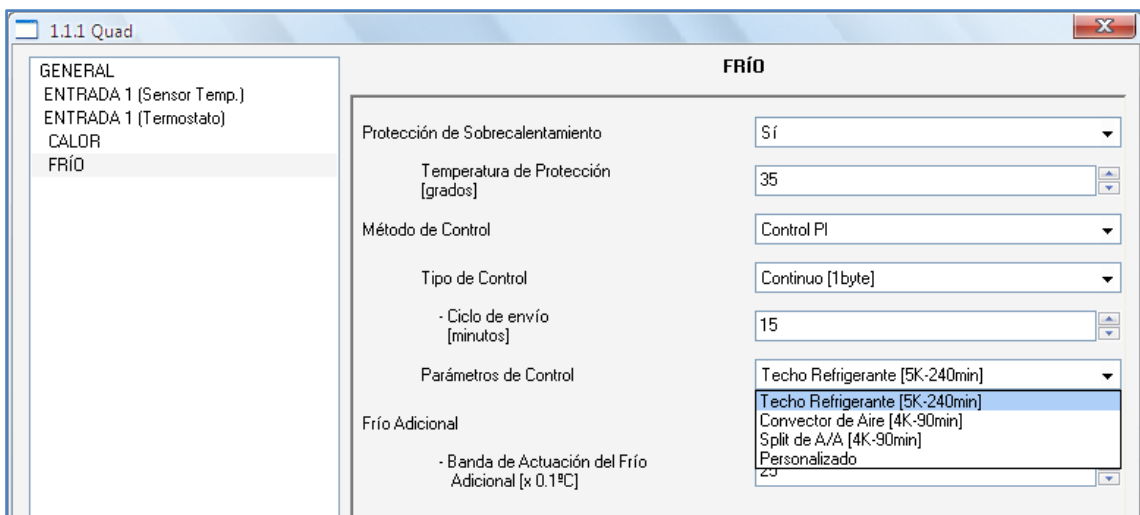 1.1.1 Quad
GENERAL
ENTRADA 1 (Sensor Temp.)
ENTRADA 1 (Termostato)
CALOR
FRÍO
FRÍO
Protección de Sobrecalentamiento
Sí
Temperatura de Protección
[grados]
35
Método de Control
Control PI
Tipo de Control
Continuo [1byte]
- Ciclo de envío
[minutos]
15
Parámetros de Control
Techo Refrigerante [5K-240min]
Techo Refrigerante [5K-240min]
Convector de Aire [4K-90min]
Split de A/A [4K-90min]
Personalizado
Frío Adicional
- Banda de Actuación del Frío
Adicional [x 0.1ºC]